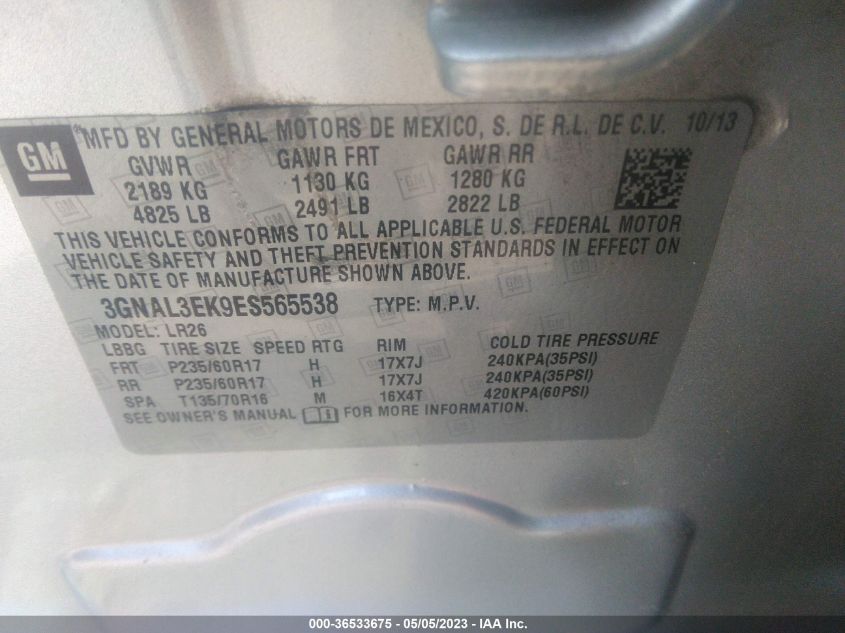 GM
®MFD BY GENERAL MOTORS DE MEXICO, S. DE R.L. DE C.V. 10/13
GVWR GAWR FRT GAWR RR
2189 KG 1130 KG 1280 KG
4825 LB 2491 LB 2822 LB
THIS VEHICLE CONFORMS TO ALL APPLICABLE U.S. FEDERAL MOTOR
VEHICLE SAFETY AND THEFT PREVENTION STANDARDS IN EFFECT ON
THE DATE OF MANUFACTURE SHOWN ABOVE.
3GNAL3EK9ES565538 TYPE: M.P.V.
MODEL: LR26
LBBG TIRE SIZE SPEED RTG RIM COLD TIRE PRESSURE
FRT P235/60R17 H 17X7J 240KPA(35PSI)
RR P235/60R17 H 17X7J 240KPA(35PSI)
SPA T135/70R16 M 16X4T 420KPA(60PSI)
SEE OWNER'S MANUAL FOR MORE INFORMATION.
000-36533675 - 05/05/2023 - IAA Inc.